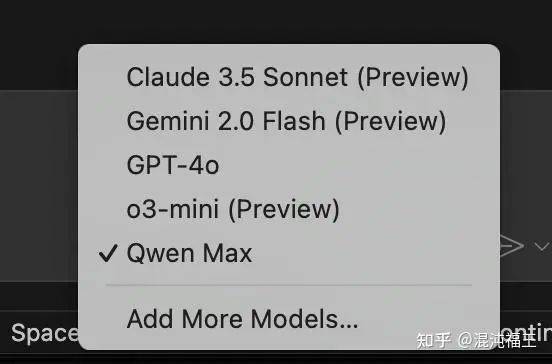 Claude 3.5 Sonnet (Preview)
Gemini 2.0 Flash (Preview)
GPT-4o
o3-mini (Preview)
✓ Qwen Max
Add More Models...
Space
ontin
知乎 @混沌福王